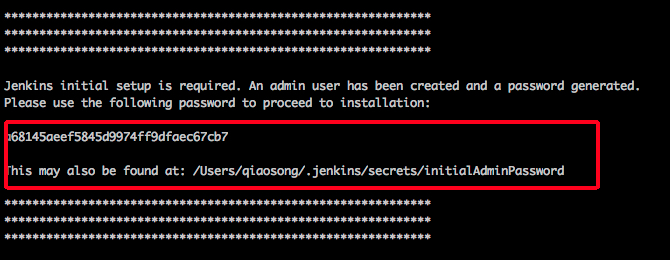 *************************************************************
*************************************************************
*************************************************************
Jenkins initial setup is required. An admin user has been created and a password generated.
Please use the following password to proceed to installation:
a68145aeef5845d9974ff9dfaec67cb7
This may also be found at: /Users/qiaosong/.jenkins/secrets/initialAdminPassword
*************************************************************
*************************************************************
*************************************************************